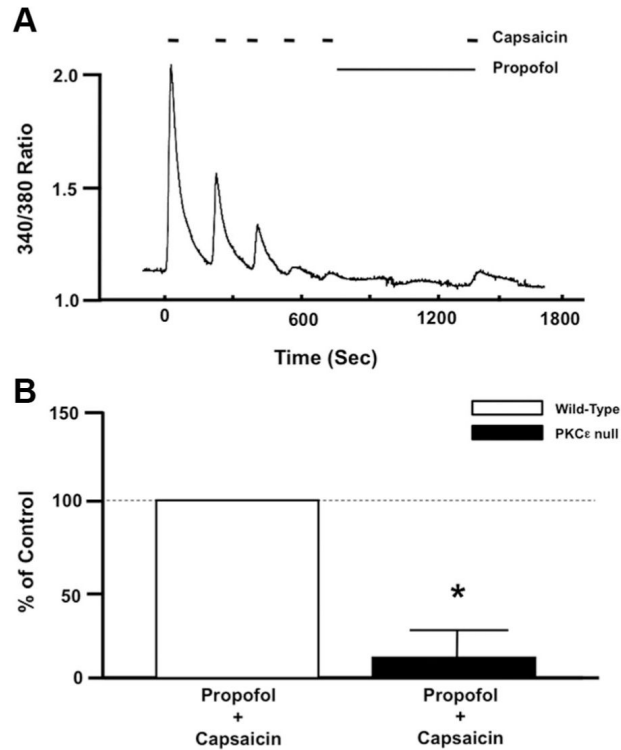 A
Capsaicin
Propofol
2.0
1.5
1.0
340/380 Ratio
0 600 1200 1800
Time (Sec)
B
Wild-Type
PKCε null
150
100
50
0
% of Control
*
Propofol
+
Capsaicin
Propofol
+
Capsaicin